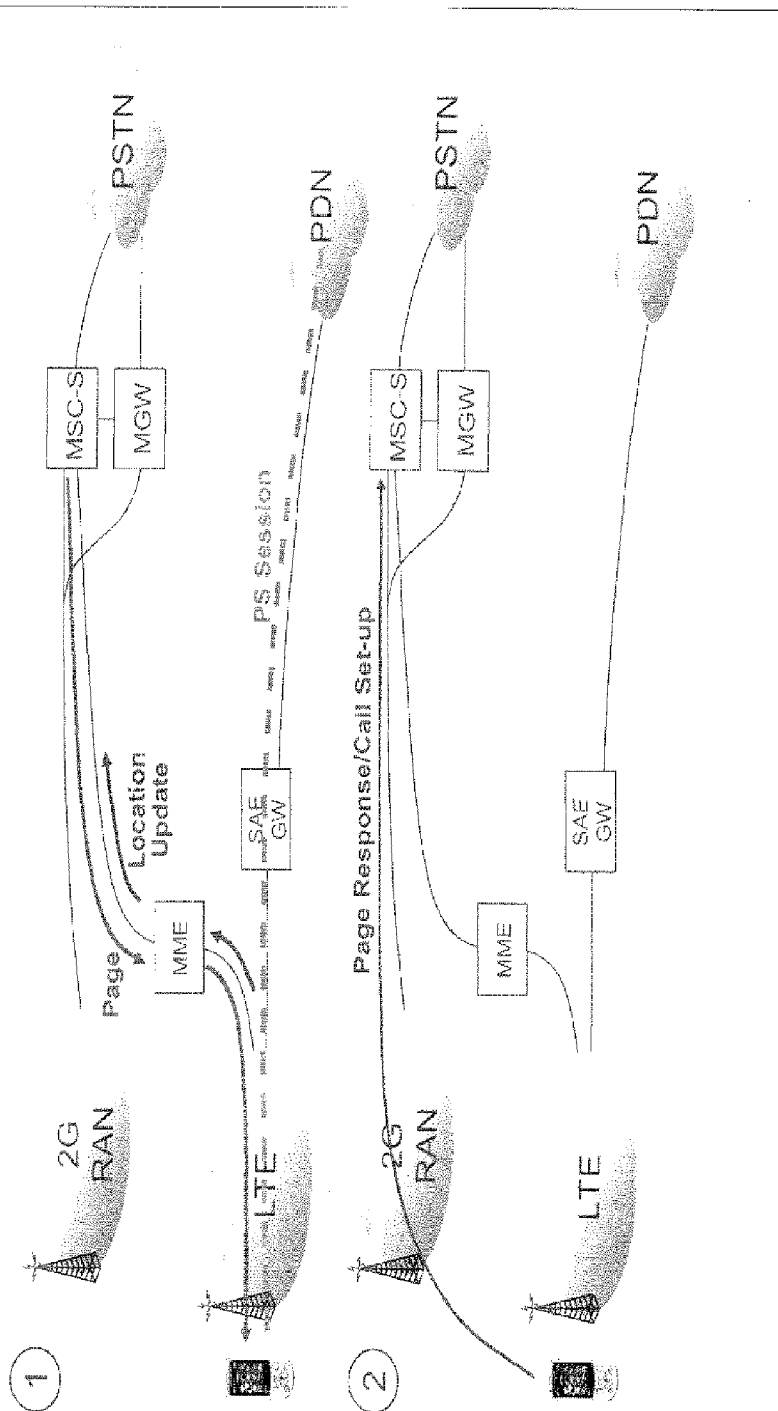 1
2G
RAN
Page
Location
Update
MSC-S
MGW
PSTN
MME
LTE
SAE
GW
PS Session
PDN
2
2G
RAN
Page Response/Call Set-up
MSC-S
MGW
PSTN
MME
LTE
SAE
GW
PDN